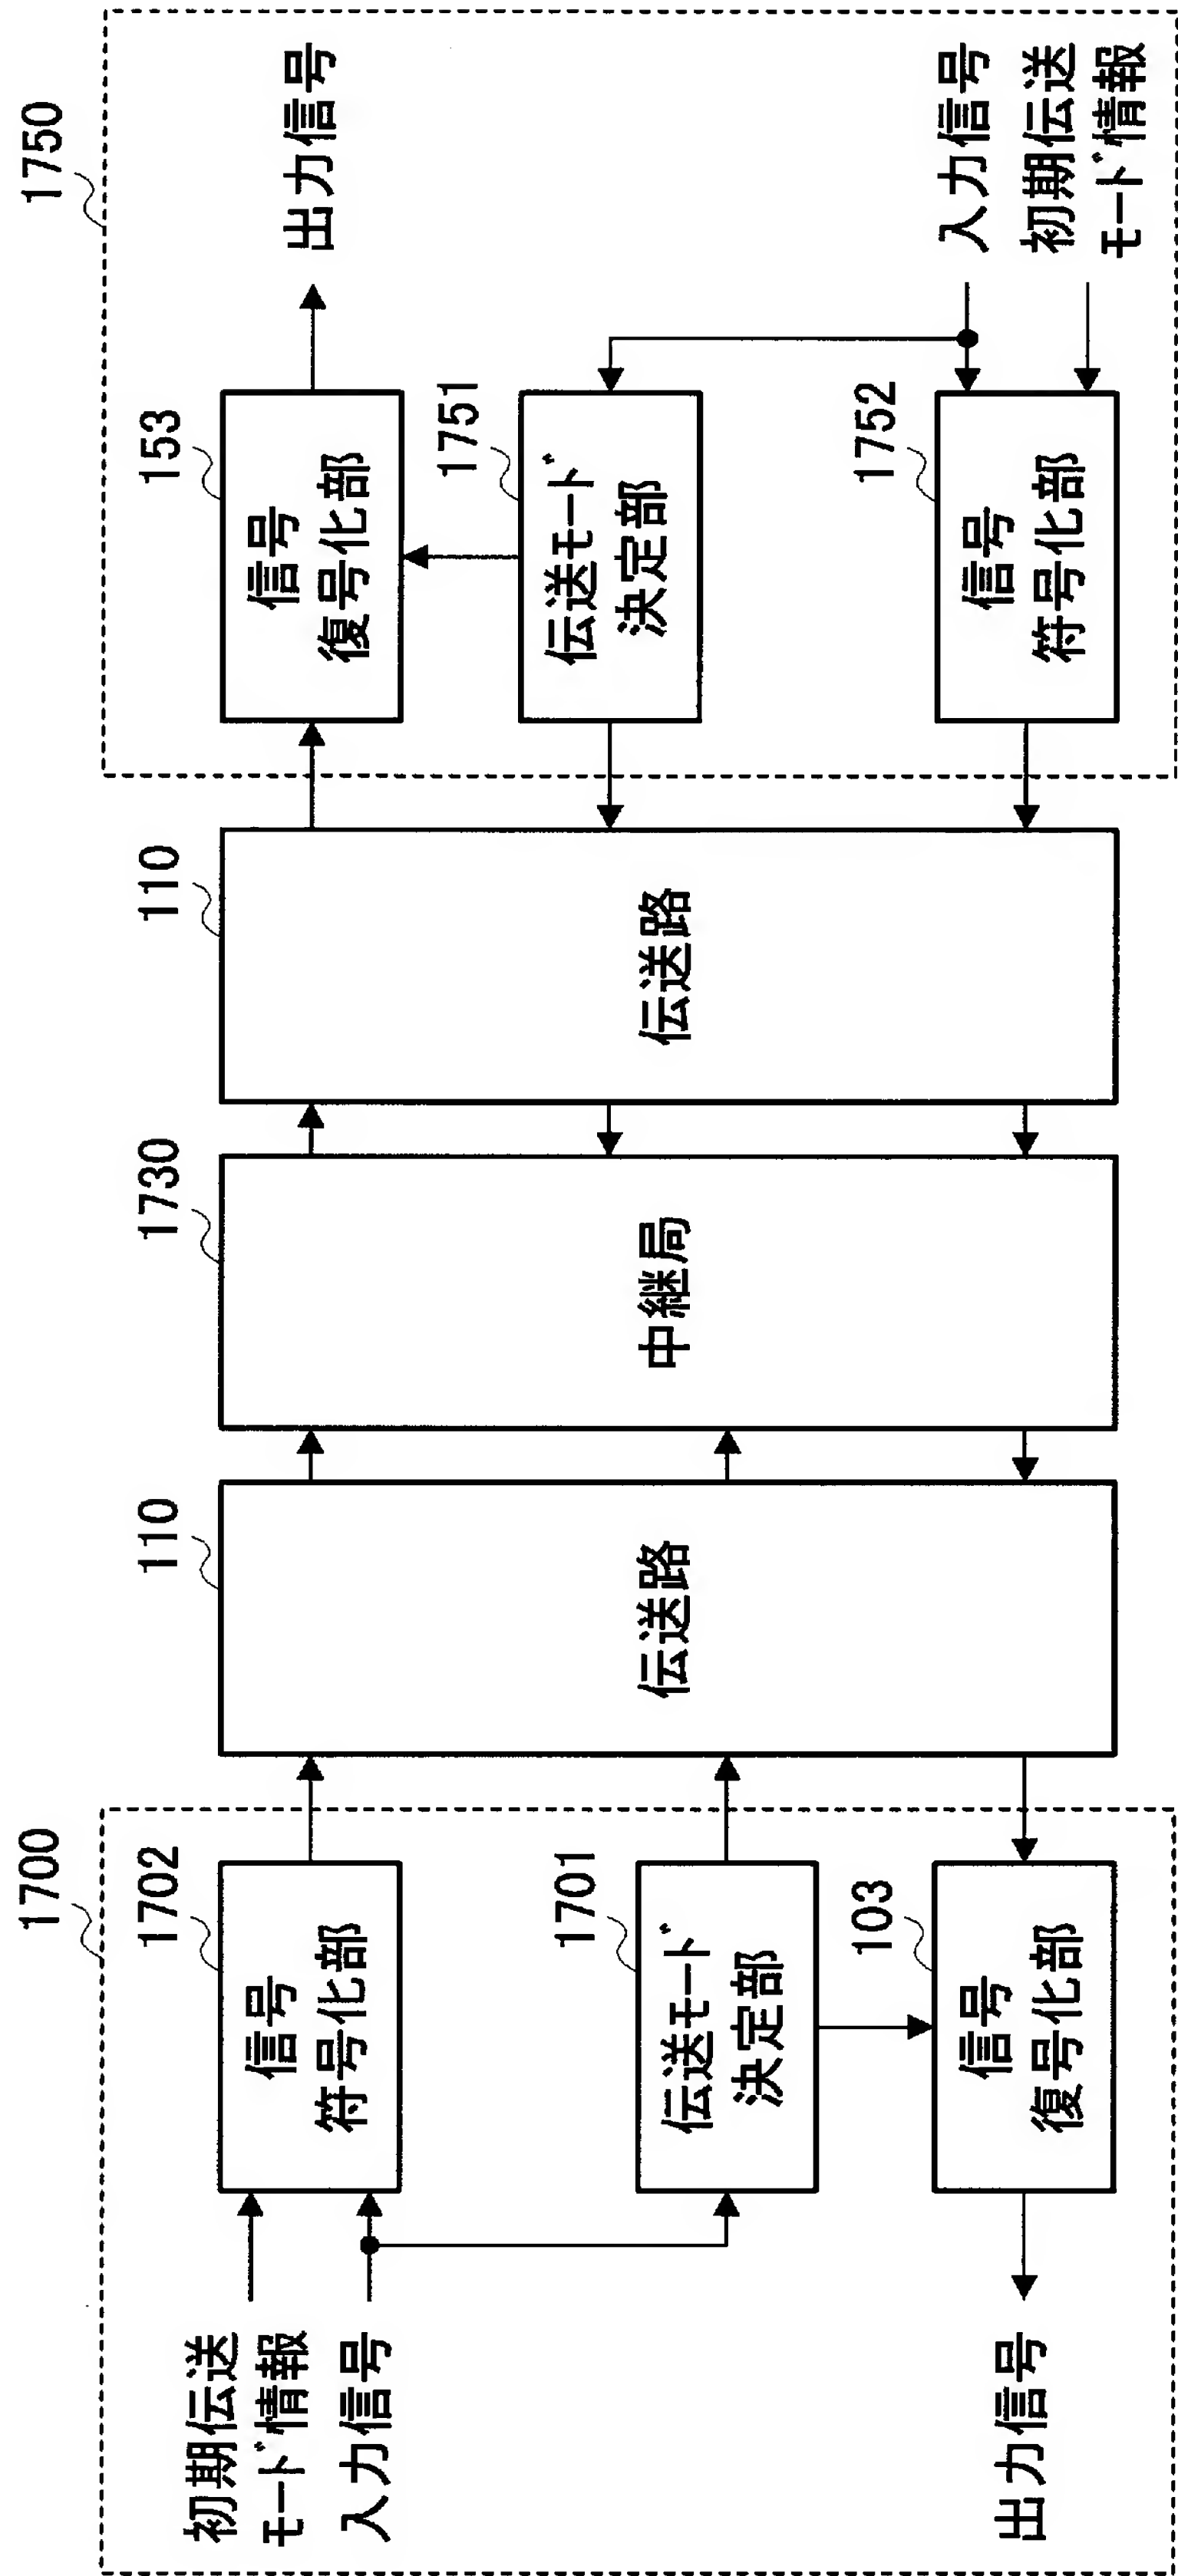 1700
初期伝送
モード情報
入力信号
1702
信号
符号化部
1701
伝送モード
決定部
103
信号
復号化部
出力信号
110
伝送路
1730
中継局
110
伝送路
1750
153
信号
復号化部
出力信号
1751
伝送モード
決定部
1752
信号
符号化部
入力信号
初期伝送
モード情報